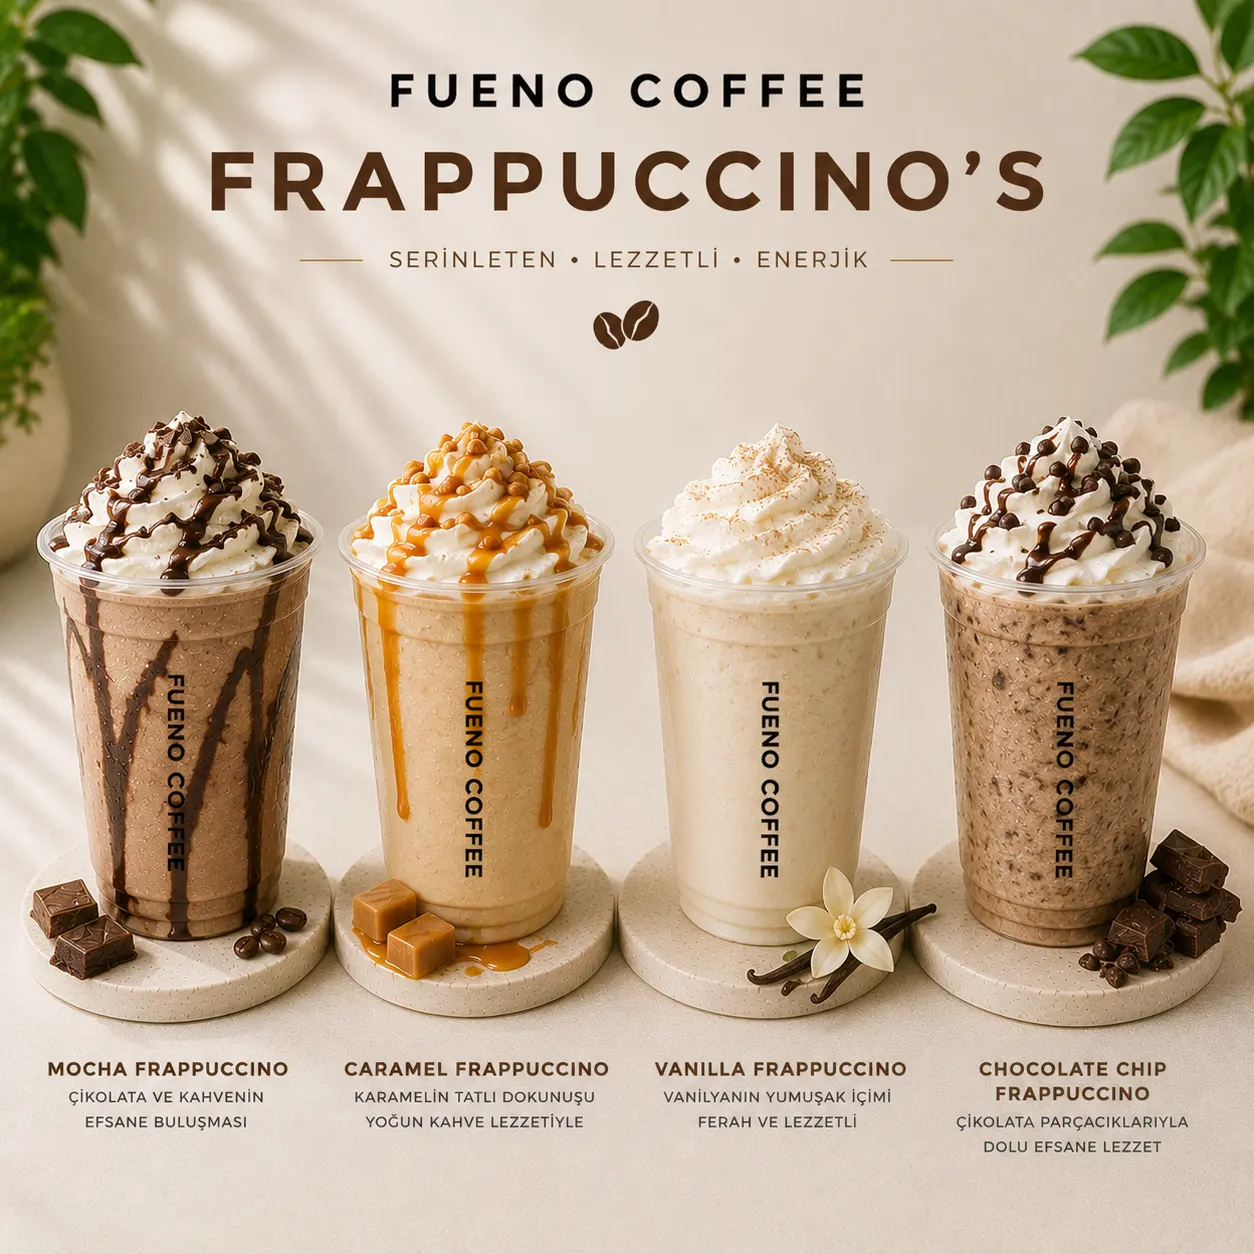 FUENO COFFEE
FRAPPUCCINO'S
SERİNLETEN • LEZZETLİ • ENERJİK
FUENO COFFEE
FUENO COFFEE
FUENO COFFEE
FUENO COFFEE
MOCHA FRAPPUCCINO
ÇİKOLATA VE KAHVENİN
EFSANE BULUŞMASI
CARAMEL FRAPPUCCINO
KARAMELİN TATLI DOKUNUŞU
YOĞUN KAHVE LEZZETİYLE
VANILLA FRAPPUCCINO
VANİLYANIN YUMUŞAK İÇİMİ
FERAH VE LEZZETLİ
CHOCOLATE CHIP
FRAPPUCCINO
ÇİKOLATA PARÇACIKLARIYLA
DOLU EFSANE LEZZET